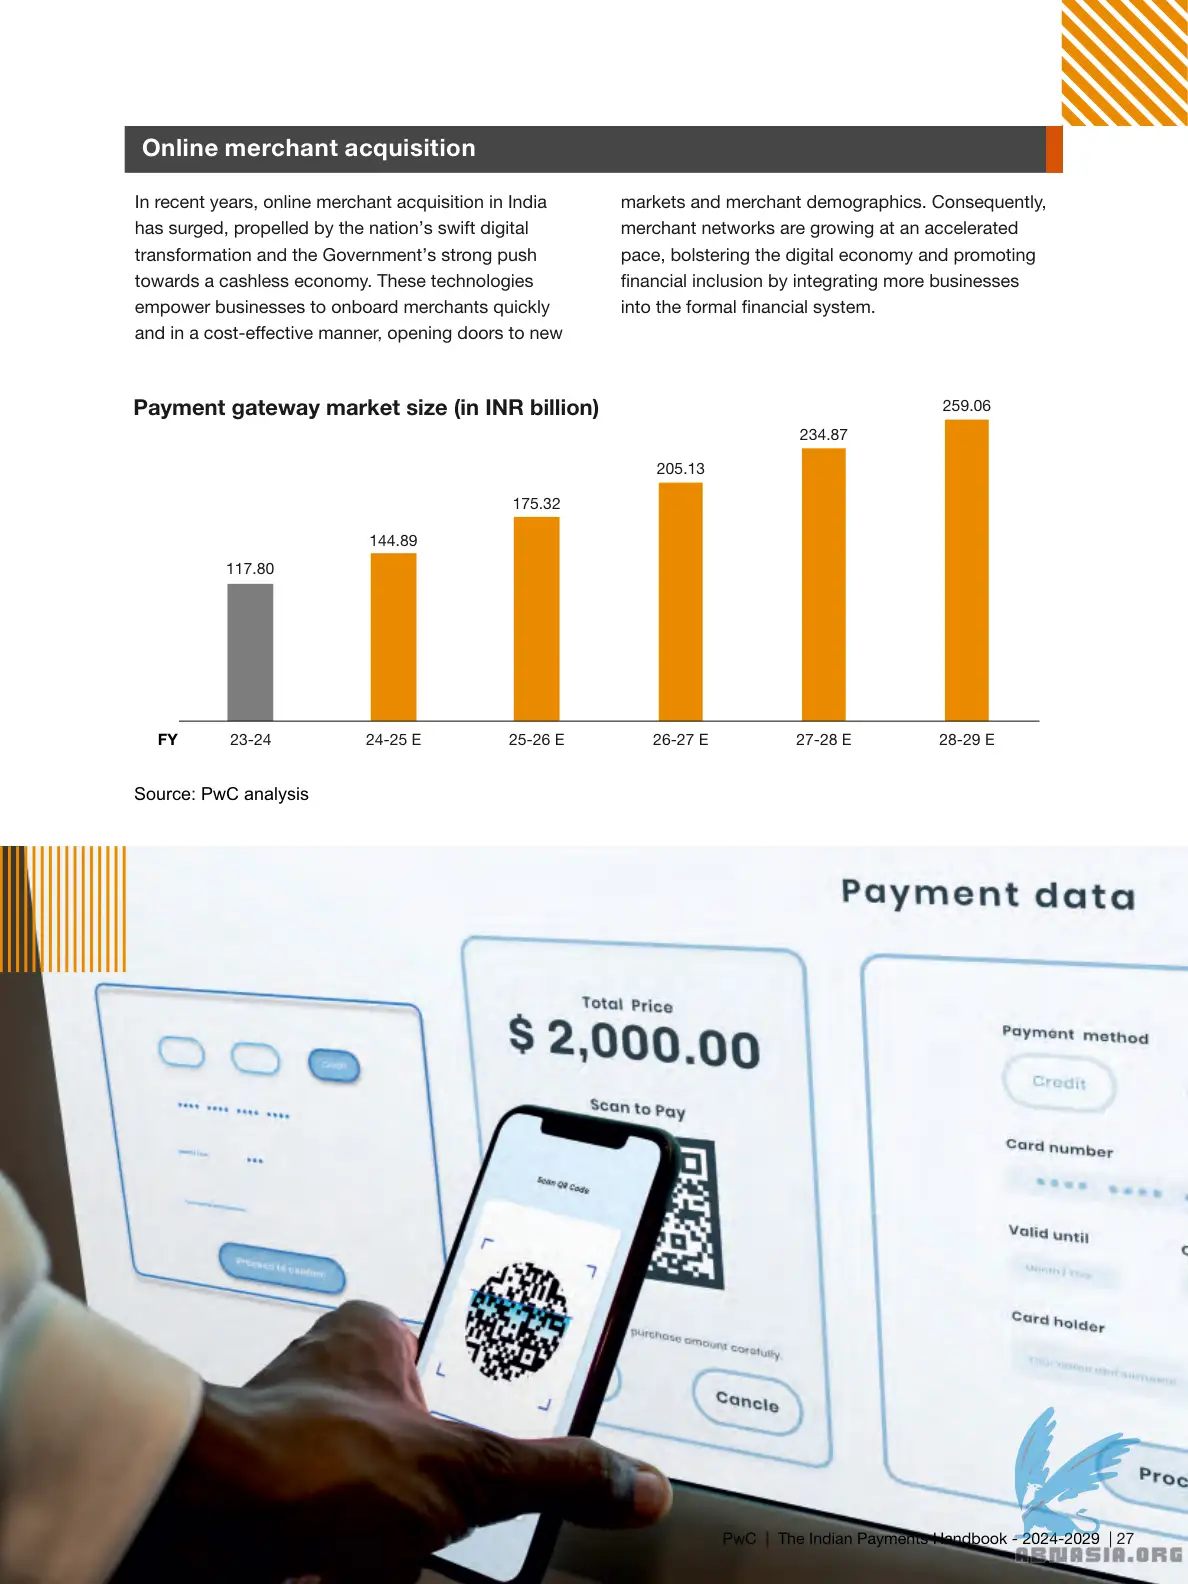 Online merchant acquisition
In recent years, online merchant acquisition in India
has surged, propelled by the nation’s swift digital
transformation and the Government’s strong push
towards a cashless economy. These technologies
empower businesses to onboard merchants quickly
and in a cost-effective manner, opening doors to new
markets and merchant demographics. Consequently,
merchant networks are growing at an accelerated
pace, bolstering the digital economy and promoting
financial inclusion by integrating more businesses
into the formal financial system.
Payment gateway market size (in INR billion)
117.80
144.89
175.32
205.13
234.87
259.06
FY 23-24 24-25 E 25-26 E 26-27 E 27-28 E 28-29 E
Source: PwC analysis
Payment data
Total Price
$ 2,000.00
Scan to Pay
Scan QR Code
Credit
Proceed to confirm
purchase amount carefully.
Cancle
Payment method
Credit
Card number
Valid until
Card holder
Proc
PwC | The Indian Payments Handbook - 2024-2029 | 27
ABNASIA.ORG